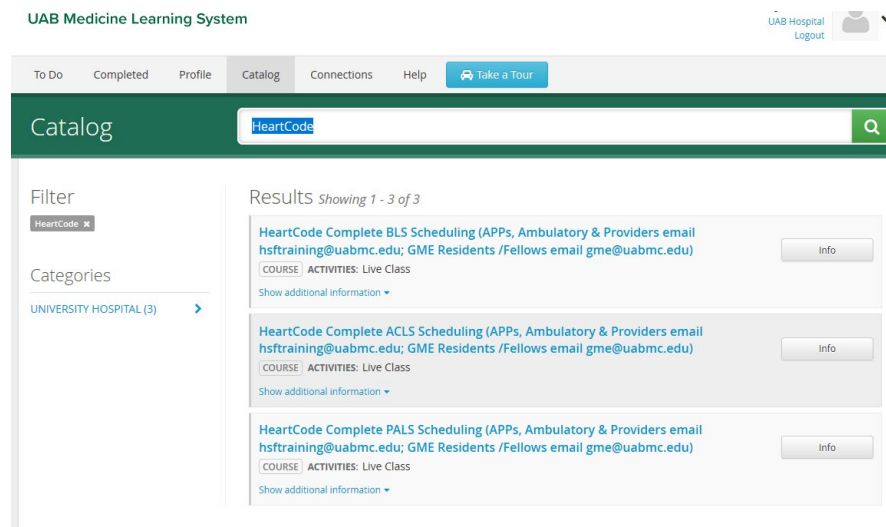 UAB Medicine Learning System
UAB Hospital
Logout
To Do Completed Profile Catalog Connections Help Take a Tour
Catalog HeartCode
Filter
HeartCode ×
Categories
UNIVERSITY HOSPITAL (3)
Results Showing 1 - 3 of 3
HeartCode Complete BLS Scheduling (APPs, Ambulatory & Providers email
hsftraining@uabmc.edu; GME Residents /Fellows email gme@uabmc.edu)
Info
COURSE ACTIVITIES: Live Class
Show additional information
HeartCode Complete ACLS Scheduling (APPs, Ambulatory & Providers email
hsftraining@uabmc.edu; GME Residents /Fellows email gme@uabmc.edu)
Info
COURSE ACTIVITIES: Live Class
Show additional information
HeartCode Complete PALS Scheduling (APPs, Ambulatory & Providers email
hsftraining@uabmc.edu; GME Residents /Fellows email gme@uabmc.edu)
Info
COURSE ACTIVITIES: Live Class
Show additional information